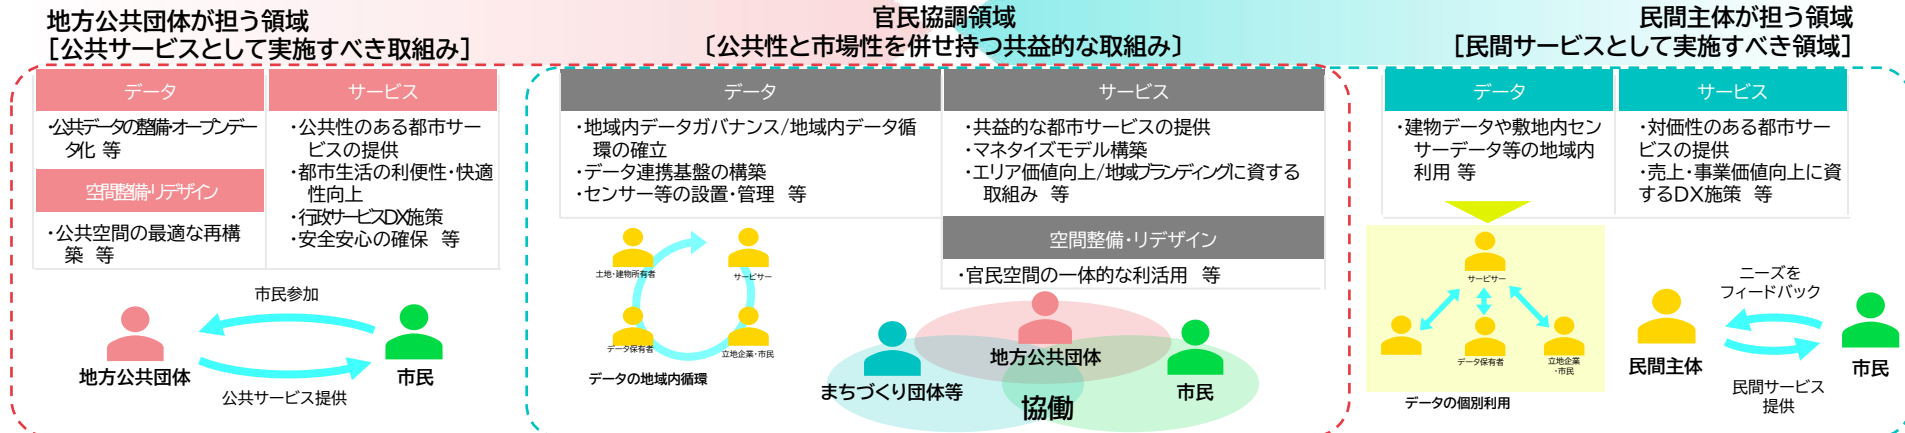 地方公共団体が担う領域
［公共サービスとして実施すべき取組み］
データ
・公共データの整備・オープンデー
タ化 等
空間整備・リデザイン
・公共空間の最適な再構
築 等
サービス
・公共性のある都市サー
ビスの提供
・都市生活の利便性・快適
性向上
・行政サービスDX施策
・安全安心の確保 等
市民参加
地方公共団体
市民
公共サービス提供
官民協調領域
〔公共性と市場性を併せ持つ共益的な取組み〕
データ
・地域内データガバナンス/地域内データ循
環の確立
・データ連携基盤の構築
・センサー等の設置・管理 等
サービス
・共益的な都市サービスの提供
・マネタイズモデル構築
・エリア価値向上/地域ブランディングに資する
取組み 等
空間整備・リデザイン
・官民空間の一体的な利活用 等
土地・建物所有者
サービサー
データ保有者
立地企業・市民
データの地域内循環
地方公共団体
まちづくり団体等
市民
協働
民間主体が担う領域
［民間サービスとして実施すべき領域］
データ
・建物データや敷地内セン
サーデータ等の地域内
利用 等
サービス
・対価性のある都市サー
ビスの提供
・売上・事業価値向上に資
するDX施策 等
サービサー
データ保有者
立地企業
・市民
データの個別利用
ニーズを
フィードバック
民間主体
市民
民間サービス
提供